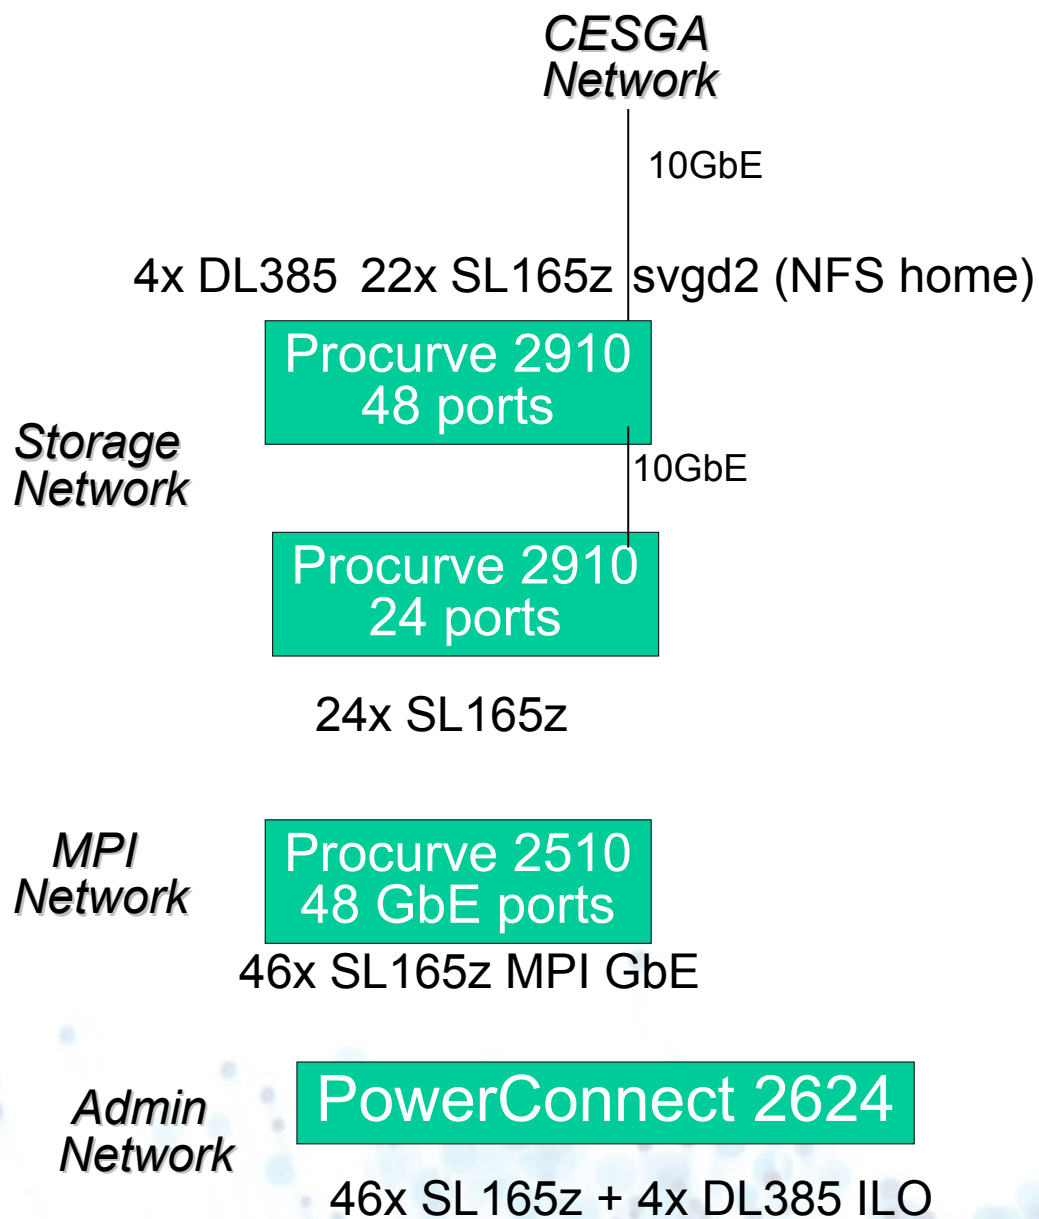 CESGA
Network
10GbE
4x DL385 22x SL165z svgd2 (NFS home)
Procurve 2910
48 ports
Storage
Network
10GbE
Procurve 2910
24 ports
24x SL165z
MPI
Network
Procurve 2510
48 GbE ports
46x SL165z MPI GbE
Admin
Network
PowerConnect 2624
46x SL165z + 4x DL385 ILO